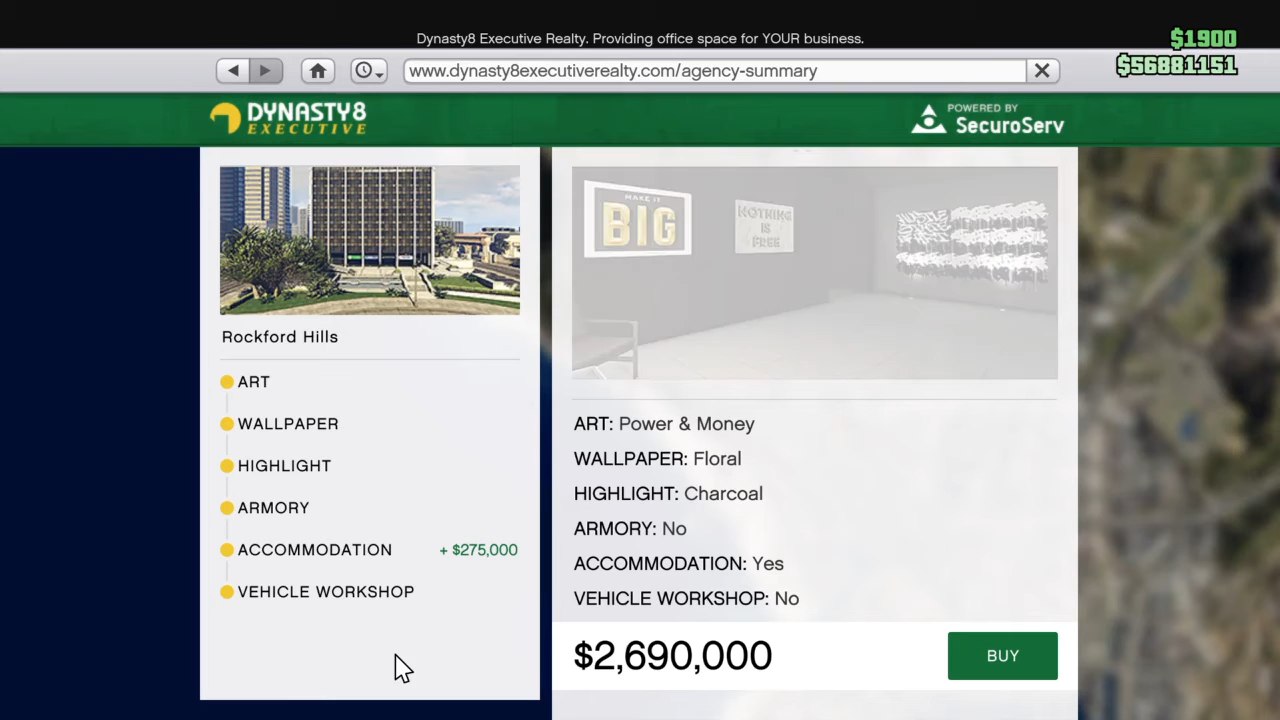 Dynasty8 Executive Realty. Providing office space for YOUR business.
$1900
$56881151
www.dynasty8executiverealty.com/agency-summary
DYNASTY 8
EXECUTIVE
POWERED BY
SecuroServ
MAKE IT
BIG
NOTHING
IS
FREE
Rockford Hills
ART
WALLPAPER
HIGHLIGHT
ARMORY
ACCOMMODATION + $275,000
VEHICLE WORKSHOP
ART: Power & Money
WALLPAPER: Floral
HIGHLIGHT: Charcoal
ARMORY: No
ACCOMMODATION: Yes
VEHICLE WORKSHOP: No
$2,690,000
BUY